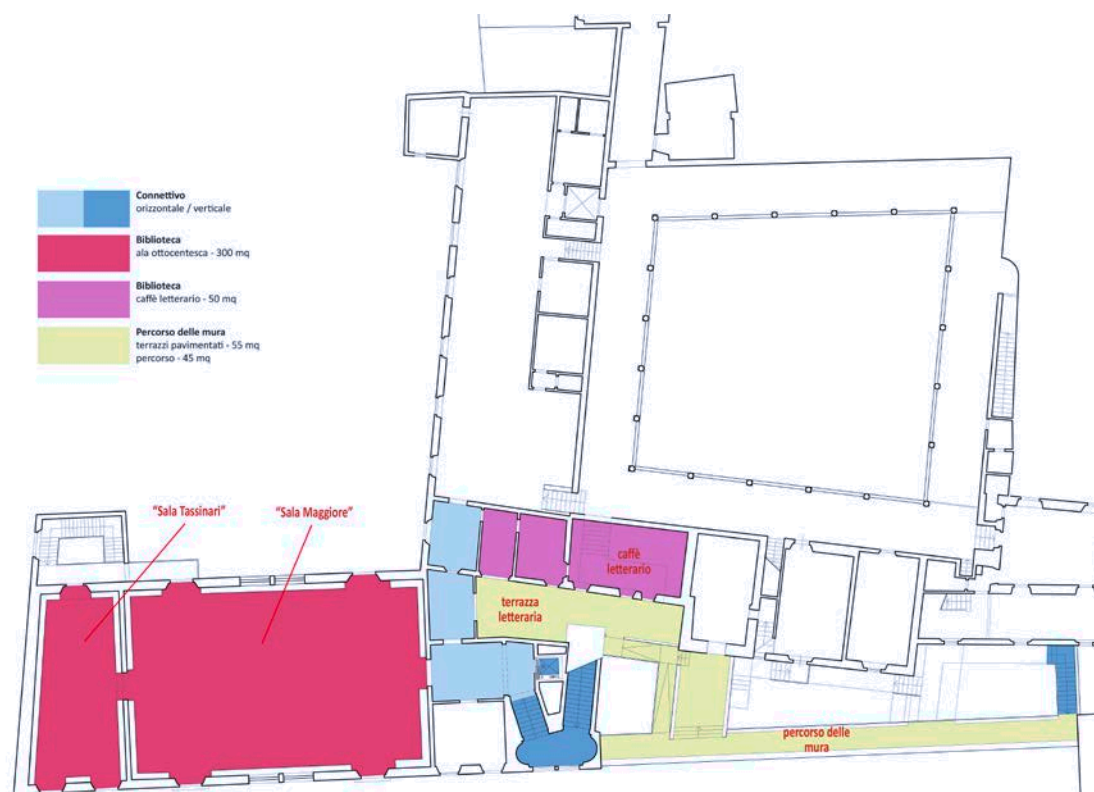 Connettivo
orizzontale / verticale
Biblioteca
ala ottocentesca - 300 mq
Biblioteca
caffè letterario - 50 mq
Percorso delle mura
terrazzi pavimentati - 55 mq
percorso - 45 mq
"Sala Tassinari"
"Sala Maggiore"
caffè
letterario
terrazza
letteraria
percorso delle
mura